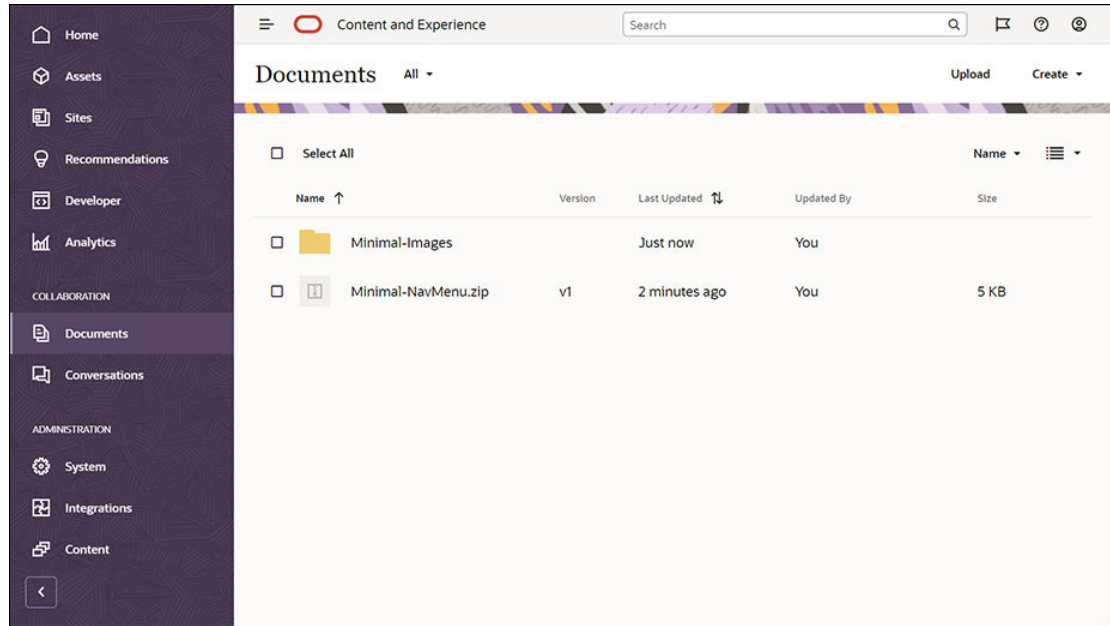 Home
Assets
Sites
Recommendations
Developer
Analytics
COLLABORATION
Documents
Conversations
ADMINISTRATION
System
Integrations
Content
Content and Experience
Search
Documents All
Upload Create
Select All
Name
Name Version Last Updated Updated By Size
Minimal-Images Just now You
Minimal-NavMenu.zip v1 2 minutes ago You 5 KB